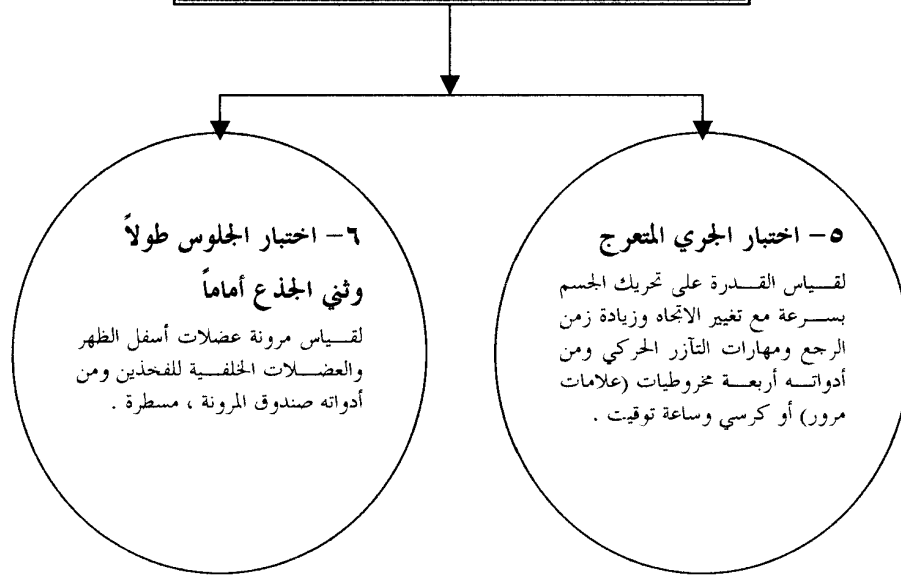 ٥– اختبار الجري المتعرج
لقياس القدرة على تحريك الجسم
بسرعة مع تغيير الاتجاه وزيادة زمن
الرجع ومهارات التآزر الحركي ومن
أدواته أربعة مخروطيات (علامات
مرور) أو كرسي وساعة توقيت .
٦– اختبار الجلوس طولاً
وثني الجذع أماماً
لقياس مرونة عضلات أسفل الظهر
والعضلات الخلفية للفخذين ومن
أدواته صندوق المرونة ، مسطرة .